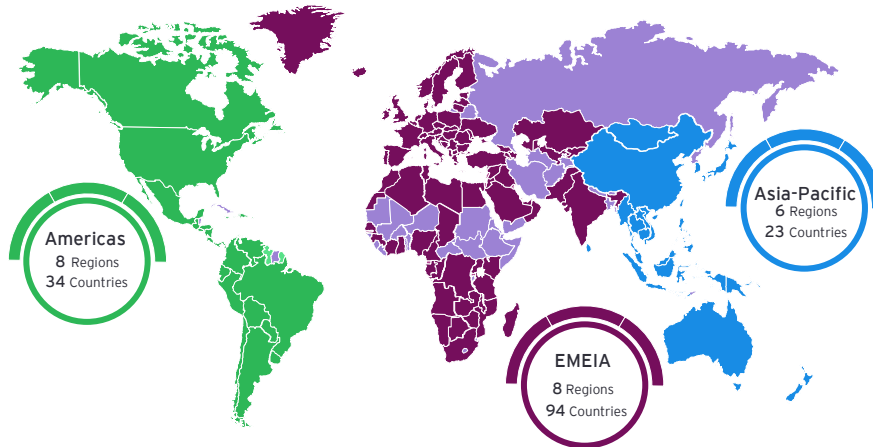 Americas
8 Regions
34 Countries
Asia-Pacific
6 Regions
23 Countries
EMEIA
8 Regions
94 Countries